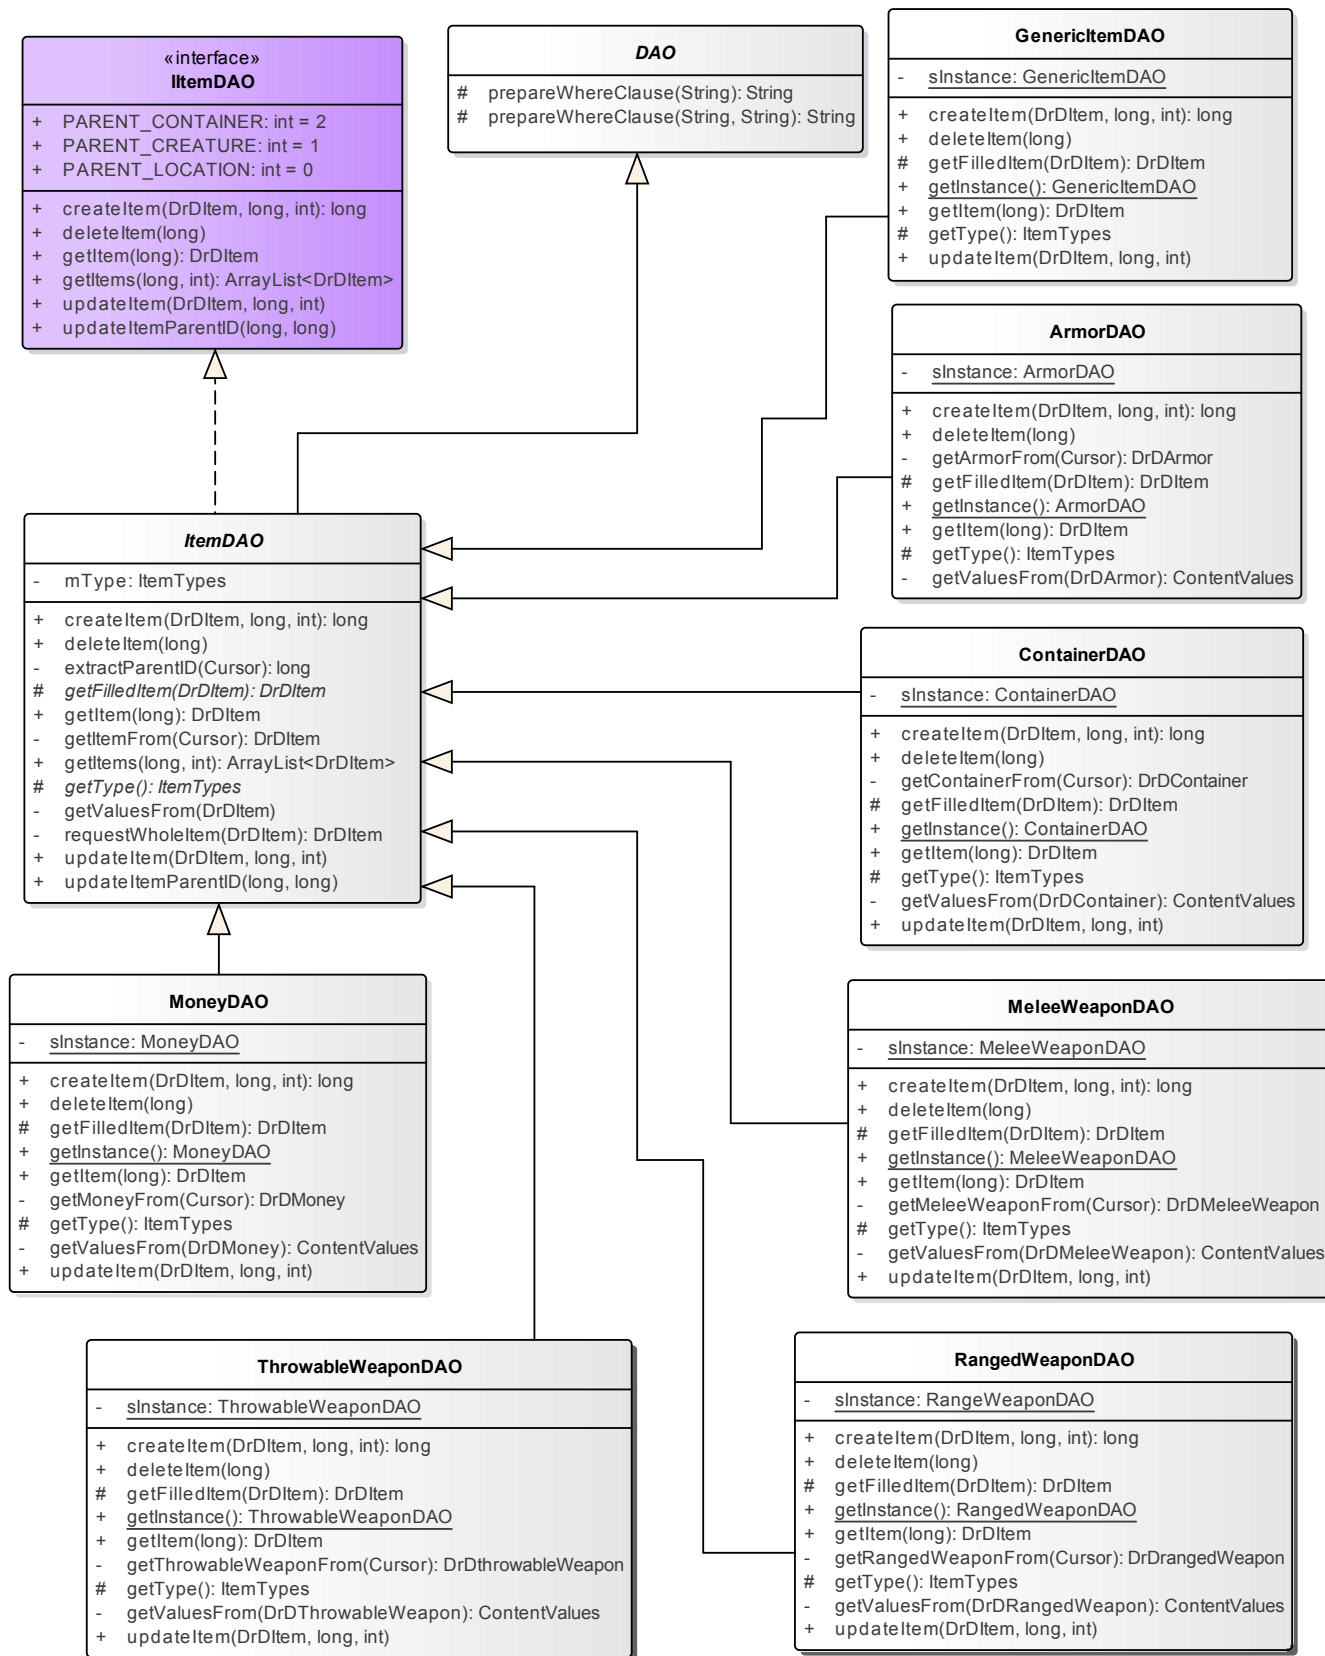 «interface»
IItemDAO
+ PARENT_CONTAINER: int = 2
+ PARENT_CREATURE: int = 1
+ PARENT_LOCATION: int = 0
+ createItem(DrDItem, long, int): long
+ deleteItem(long)
+ getItem(long): DrDItem
+ getItems(long, int): ArrayList<DrDItem>
+ updateItem(DrDItem, long, int)
+ updateItemParentID(long, long)
DAO
# prepareWhereClause(String): String
# prepareWhereClause(String, String): String
GenericItemDAO
- sInstance: GenericItemDAO
+ createItem(DrDItem, long, int): long
+ deleteItem(long)
# getFilledItem(DrDItem): DrDItem
+ getInstance(): GenericItemDAO
+ getItem(long): DrDItem
# getType(): ItemTypes
+ updateItem(DrDItem, long, int)
ArmorDAO
- sInstance: ArmorDAO
+ createItem(DrDItem, long, int): long
+ deleteItem(long)
- getArmorFrom(Cursor): DrDArmor
# getFilledItem(DrDItem): DrDItem
+ getInstance(): ArmorDAO
+ getItem(long): DrDItem
# getType(): ItemTypes
- getValuesFrom(DrDArmor): ContentValues
ItemDAO
- mType: ItemTypes
+ createItem(DrDItem, long, int): long
+ deleteItem(long)
- extractParentID(Cursor): long
# getFilledItem(DrDItem): DrDItem
+ getItem(long): DrDItem
- getItemFrom(Cursor): DrDItem
+ getItems(long, int): ArrayList<DrDItem>
# getType(): ItemTypes
- getValuesFrom(DrDItem)
- requestWholeItem(DrDItem): DrDItem
+ updateItem(DrDItem, long, int)
+ updateItemParentID(long, long)
ContainerDAO
- sInstance: ContainerDAO
+ createItem(DrDItem, long, int): long
+ deleteItem(long)
- getContainerFrom(Cursor): DrDContainer
# getFilledItem(DrDItem): DrDItem
+ getInstance(): ContainerDAO
+ getItem(long): DrDItem
# getType(): ItemTypes
- getValuesFrom(DrDContainer): ContentValues
+ updateItem(DrDItem, long, int)
MoneyDAO
- sInstance: MoneyDAO
+ createItem(DrDItem, long, int): long
+ deleteItem(long)
# getFilledItem(DrDItem): DrDItem
+ getInstance(): MoneyDAO
+ getItem(long): DrDItem
- getMoneyFrom(Cursor): DrDMoney
# getType(): ItemTypes
- getValuesFrom(DrDMoney): ContentValues
+ updateItem(DrDItem, long, int)
MeleeWeaponDAO
- sInstance: MeleeWeaponDAO
+ createItem(DrDItem, long, int): long
+ deleteItem(long)
# getFilledItem(DrDItem): DrDItem
+ getInstance(): MeleeWeaponDAO
+ getItem(long): DrDItem
- getMeleeWeaponFrom(Cursor): DrDMeleeWeapon
# getType(): ItemTypes
- getValuesFrom(DrDMeleeWeapon): ContentValues
+ updateItem(DrDItem, long, int)
ThrowableWeaponDAO
- sInstance: ThrowableWeaponDAO
+ createItem(DrDItem, long, int): long
+ deleteItem(long)
# getFilledItem(DrDItem): DrDItem
+ getInstance(): ThrowableWeaponDAO
+ getItem(long): DrDItem
- getThrowableWeaponFrom(Cursor): DrDthrowableWeapon
# getType(): ItemTypes
- getValuesFrom(DrDThrowableWeapon): ContentValues
+ updateItem(DrDItem, long, int)
RangedWeaponDAO
- sInstance: RangeWeaponDAO
+ createItem(DrDItem, long, int): long
+ deleteItem(long)
# getFilledItem(DrDItem): DrDItem
+ getInstance(): RangedWeaponDAO
+ getItem(long): DrDItem
- getRangedWeaponFrom(Cursor): DrDrangedWeapon
# getType(): ItemTypes
- getValuesFrom(DrDRangedWeapon): ContentValues
+ updateItem(DrDItem, long, int)